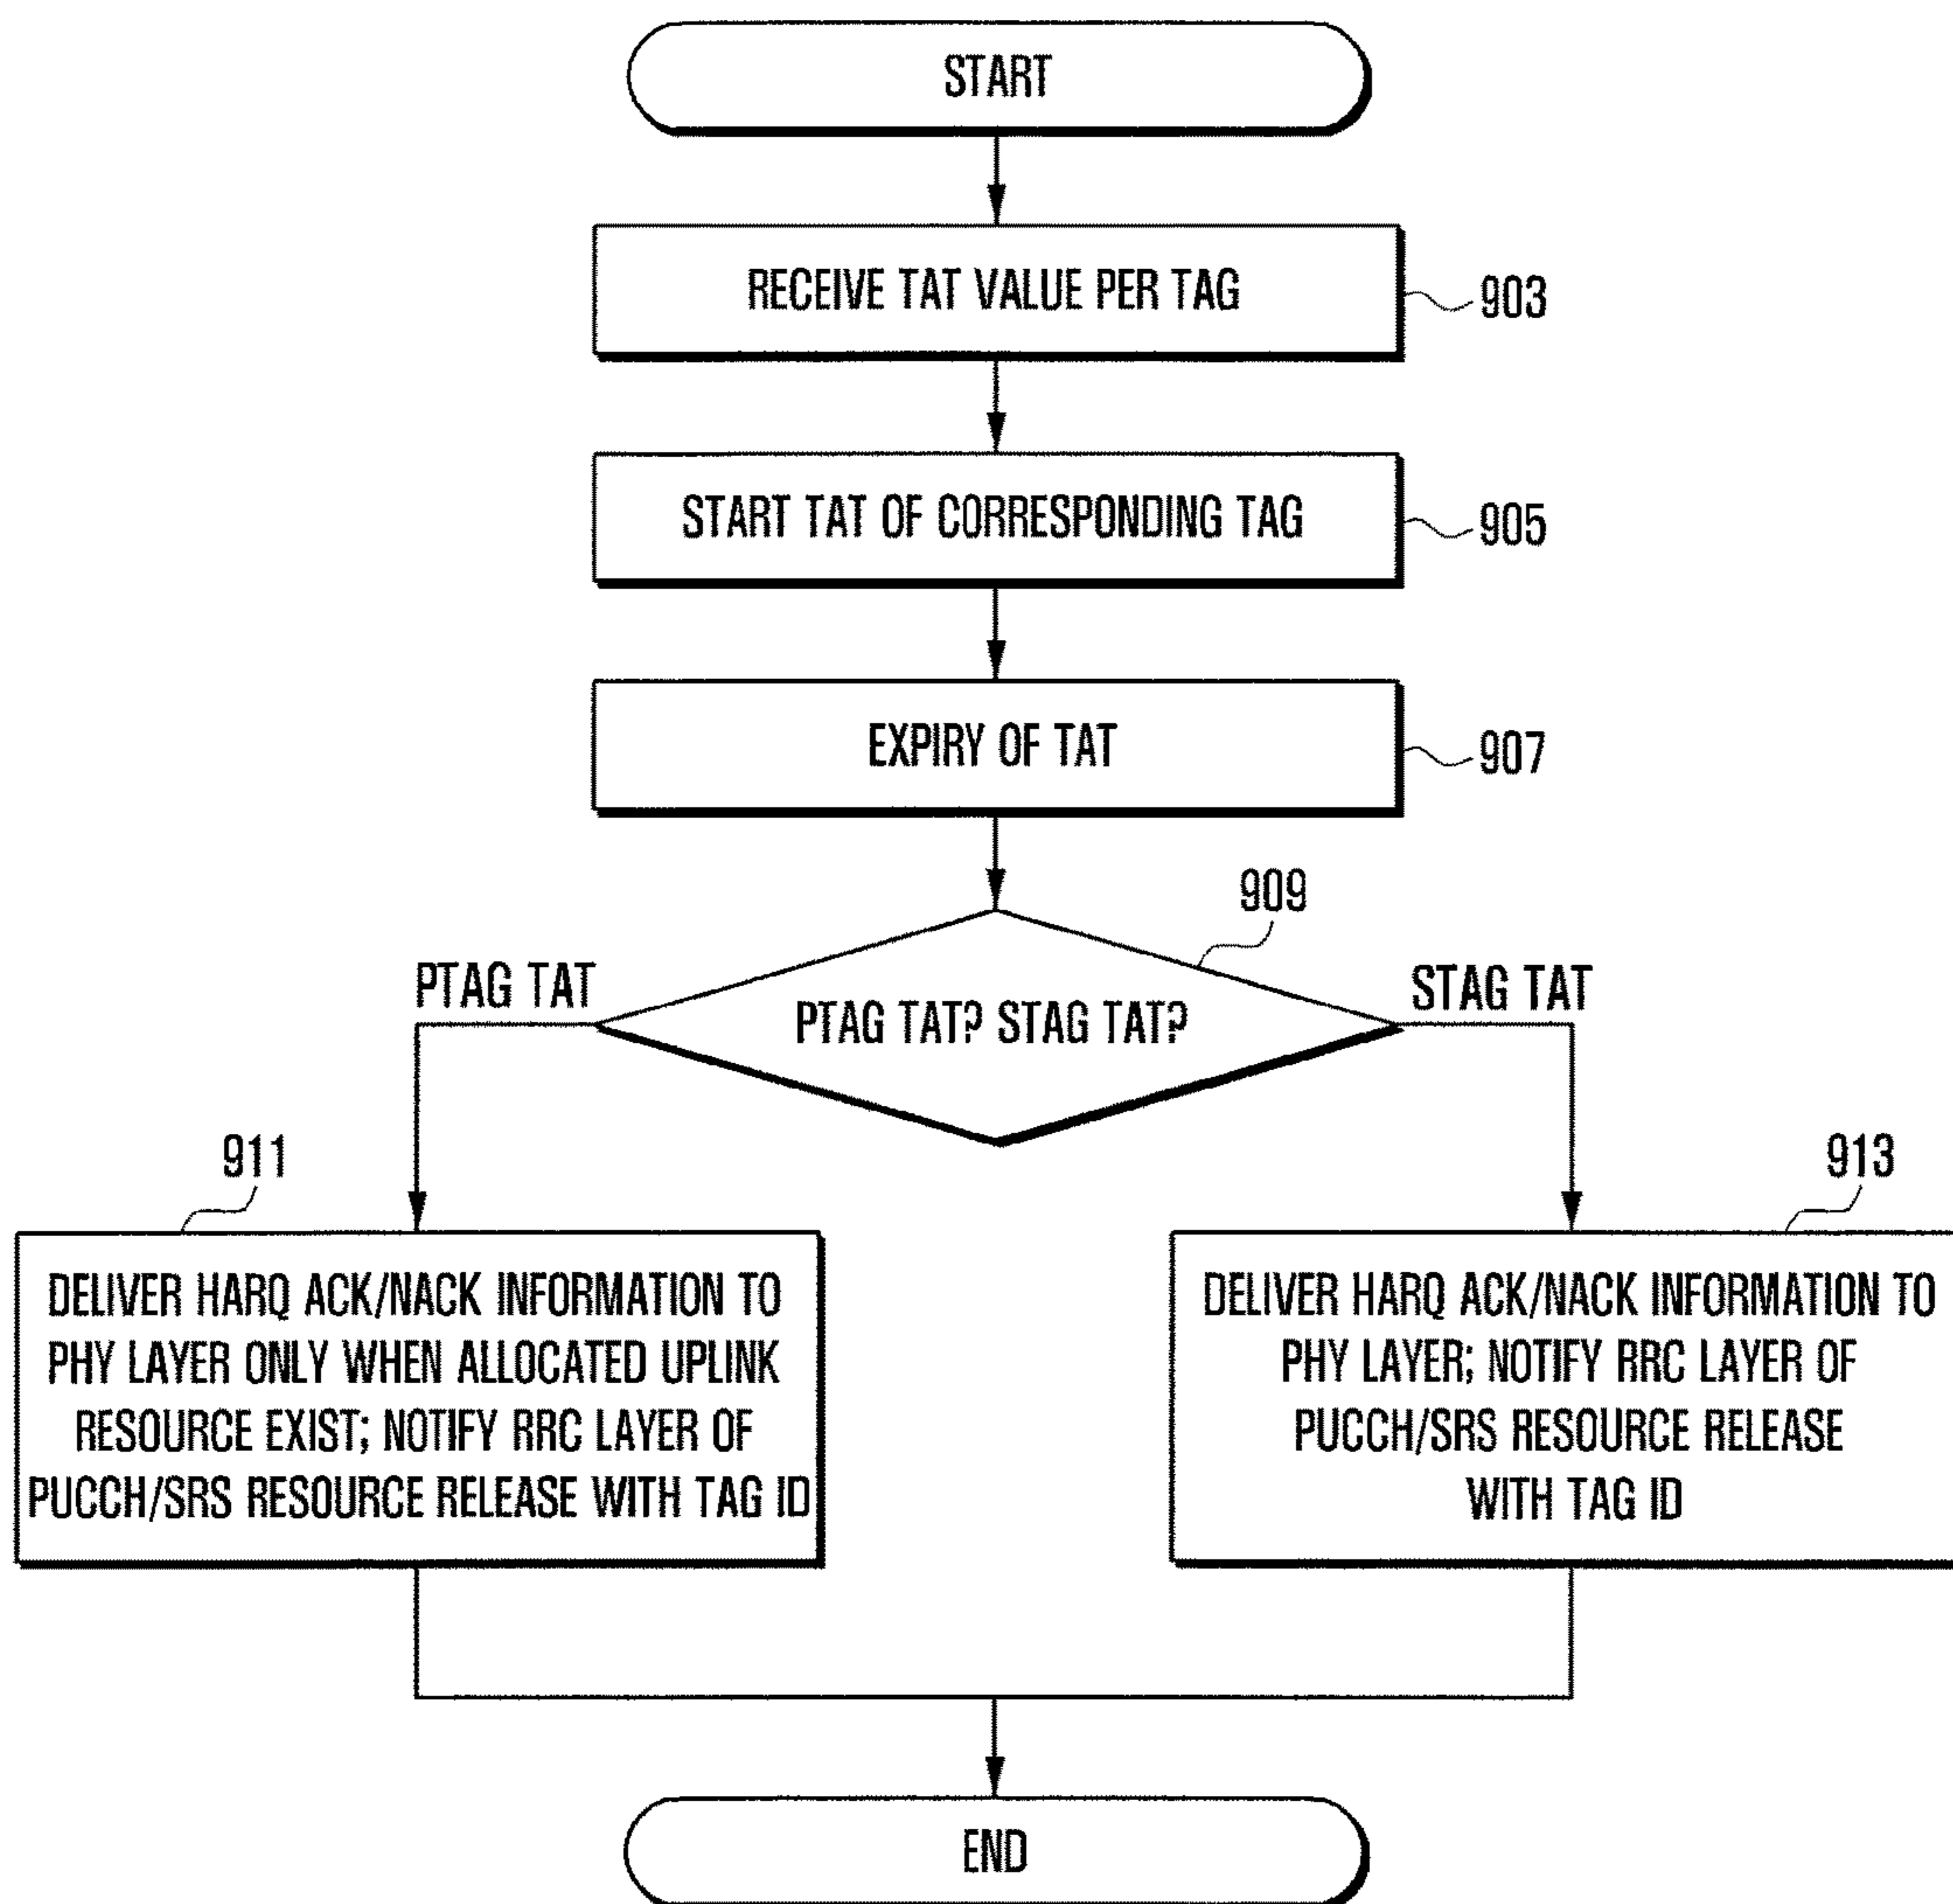 START
RECEIVE TAT VALUE PER TAG
903
START TAT OF CORRESPONDING TAG
905
EXPIRY OF TAT
907
909
PTAG TAT
PTAG TAT? STAG TAT?
STAG TAT
911
DELIVER HARQ ACK/NACK INFORMATION TO
PHY LAYER ONLY WHEN ALLOCATED UPLINK
RESOURCE EXIST; NOTIFY RRC LAYER OF
PUCCH/SRS RESOURCE RELEASE WITH TAG ID
913
DELIVER HARQ ACK/NACK INFORMATION TO
PHY LAYER; NOTIFY RRC LAYER OF
PUCCH/SRS RESOURCE RELEASE
WITH TAG ID
END